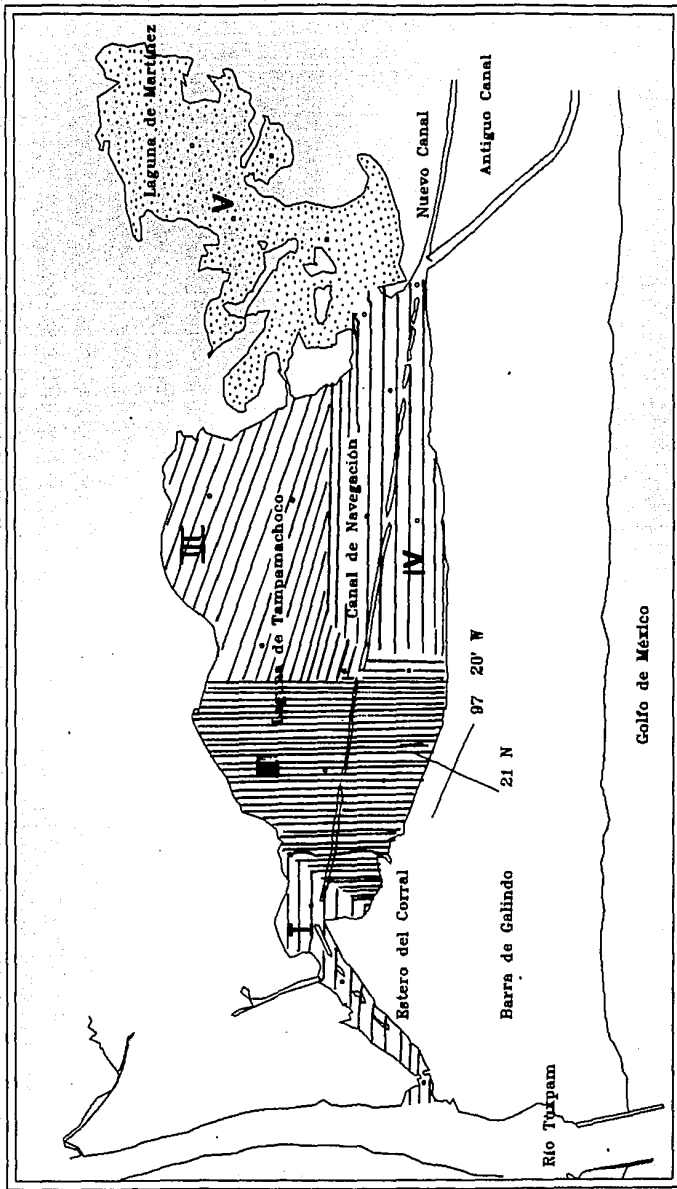 Laguna de Martínez
V
Nuevo Canal
Antiguo Canal
III
Laguna de Tampamachoco
Canal de Navegación
IV
II
97 20' W
21 N
I
Estero del Corral
Barra de Galindo
Golfo de México
Río Tuxpam